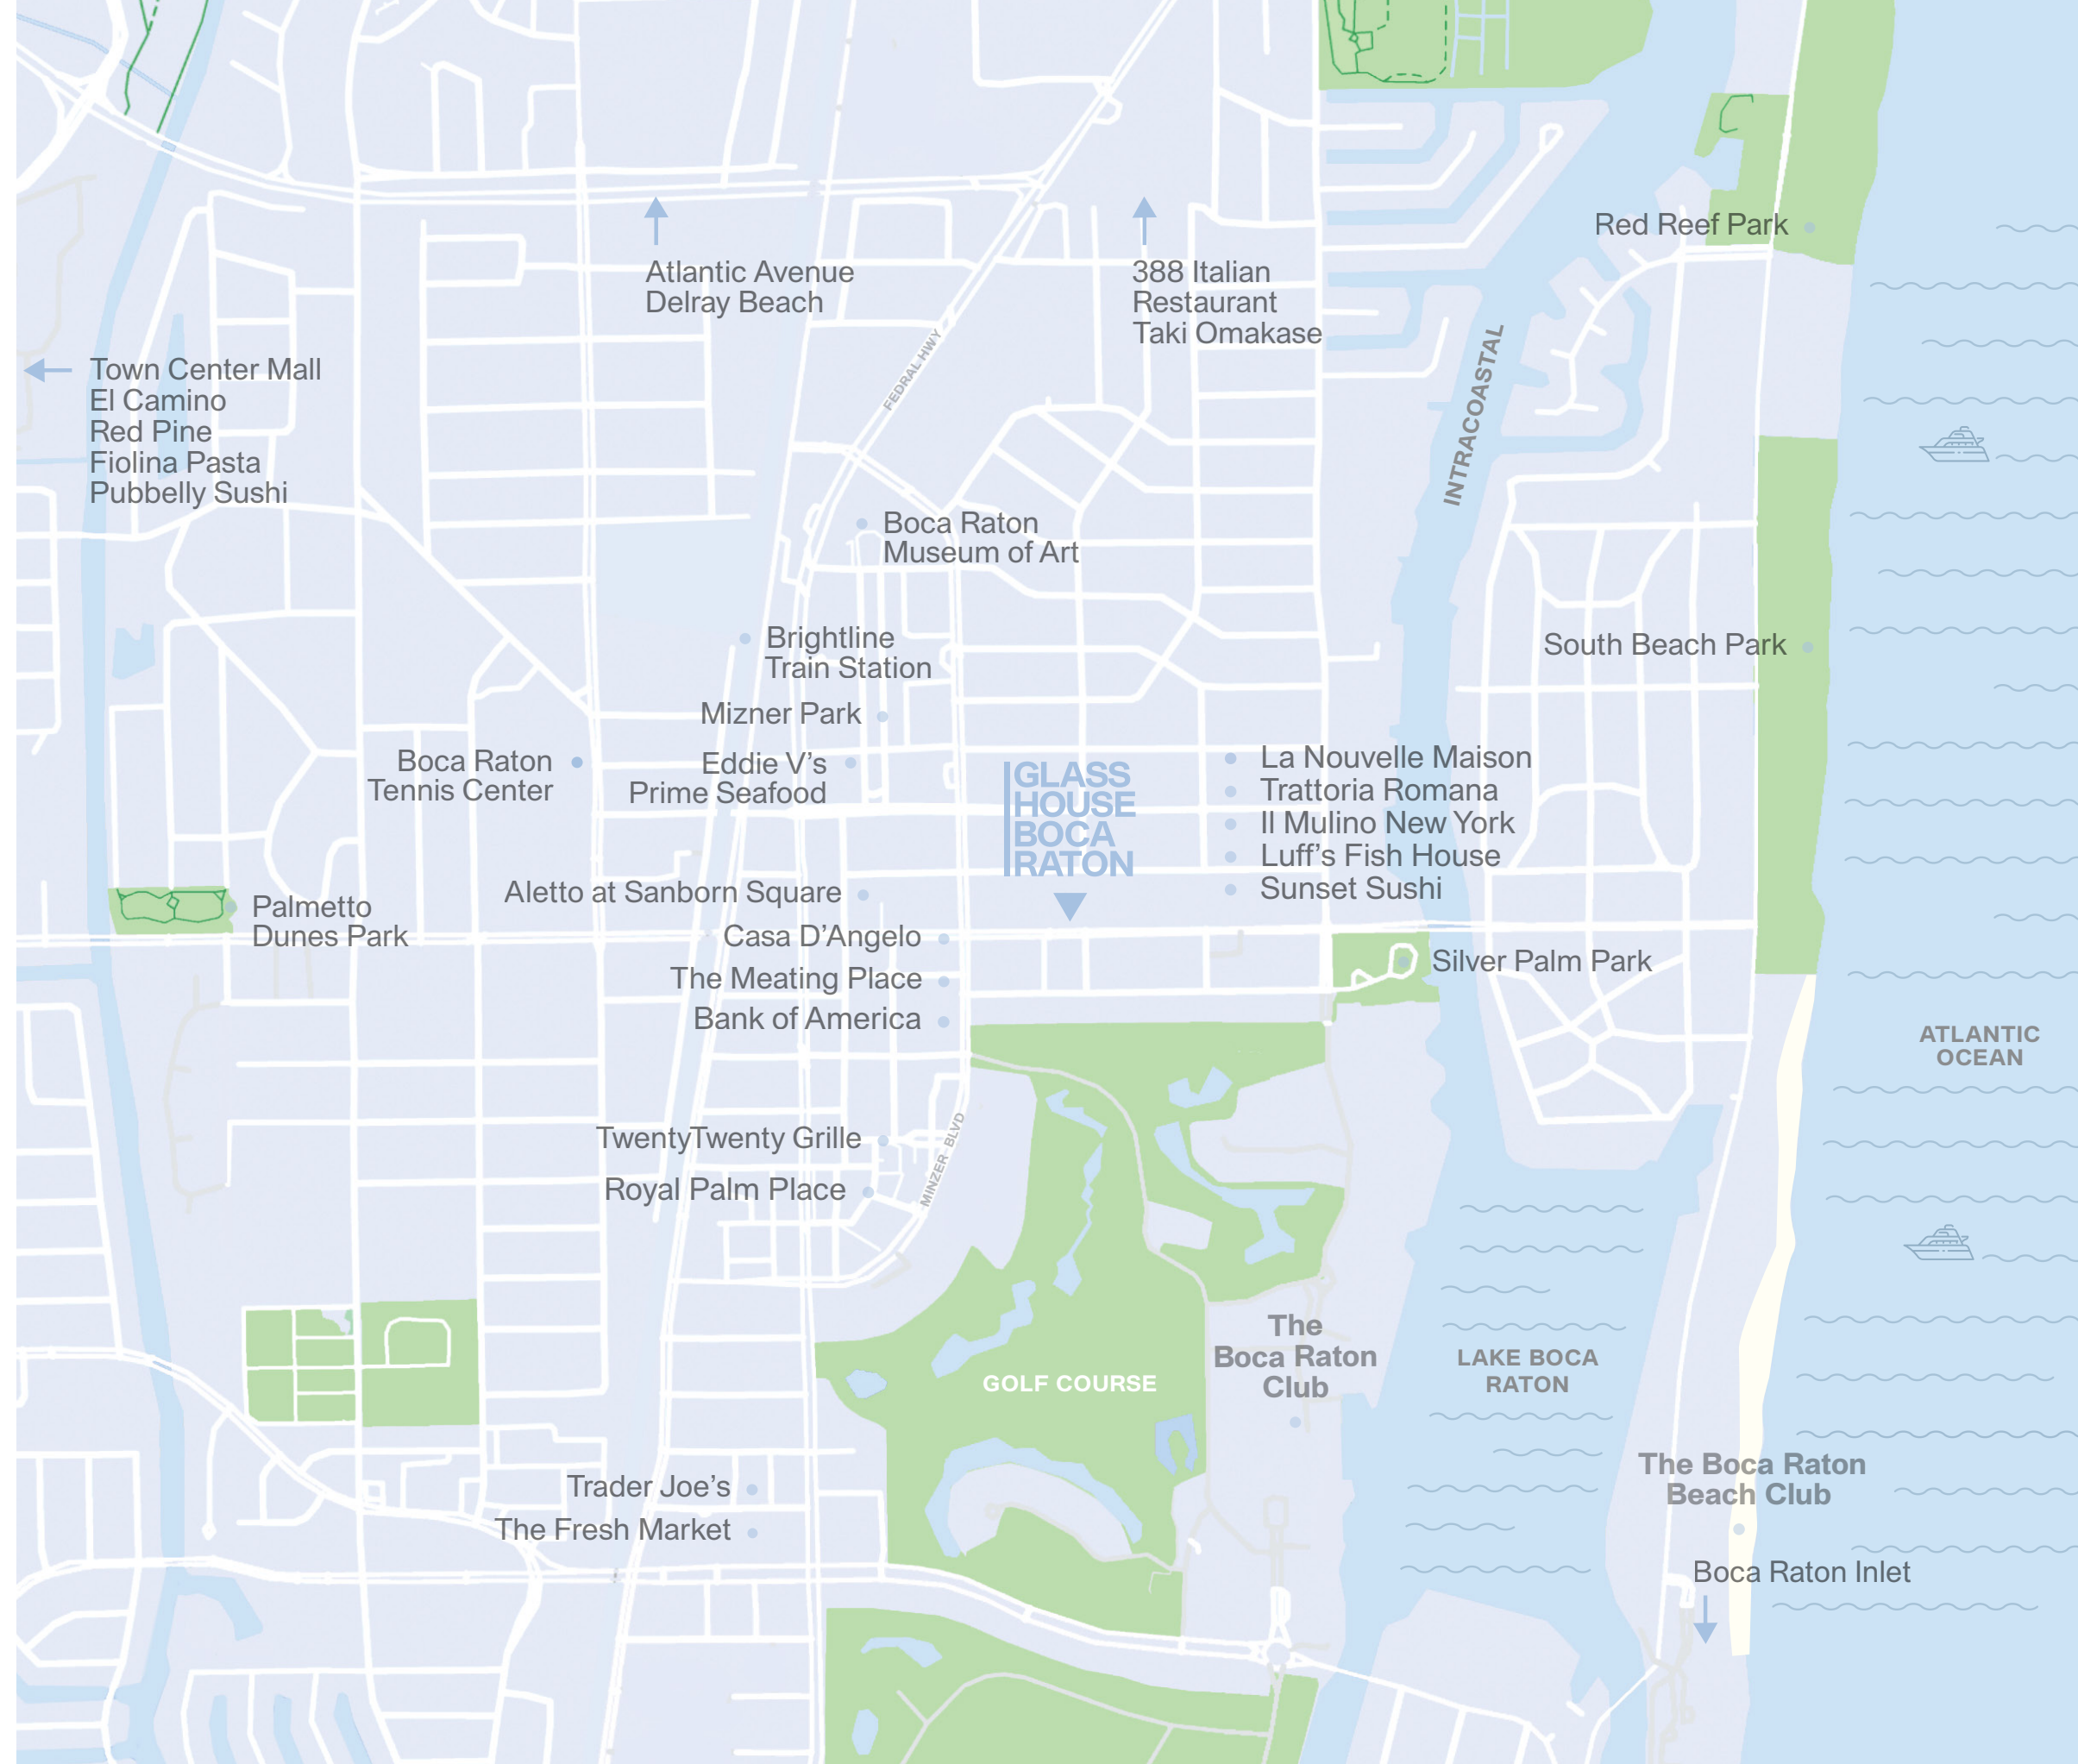 Red Reef Park
Atlantic Avenue
Delray Beach
388 Italian
Restaurant
Taki Omakase
FEDRAL HWY
INTRACOASTAL
Town Center Mall
El Camino
Red Pine
Fiolina Pasta
Pubbelly Sushi
Boca Raton
Museum of Art
Brightline
Train Station
South Beach Park
Mizner Park
Boca Raton
Tennis Center
Eddie V's
Prime Seafood
GLASS
HOUSE
BOCA
RATON
La Nouvelle Maison
Trattoria Romana
Il Mulino New York
Luff's Fish House
Sunset Sushi
Aletto at Sanborn Square
Palmetto
Dunes Park
Casa D'Angelo
The Meating Place
Bank of America
Silver Palm Park
ATLANTIC
OCEAN
TwentyTwenty Grille
MINZER BLVD
Royal Palm Place
The
Boca Raton
Club
GOLF COURSE
LAKE BOCA
RATON
The Boca Raton
Beach Club
Trader Joe's
The Fresh Market
Boca Raton Inlet